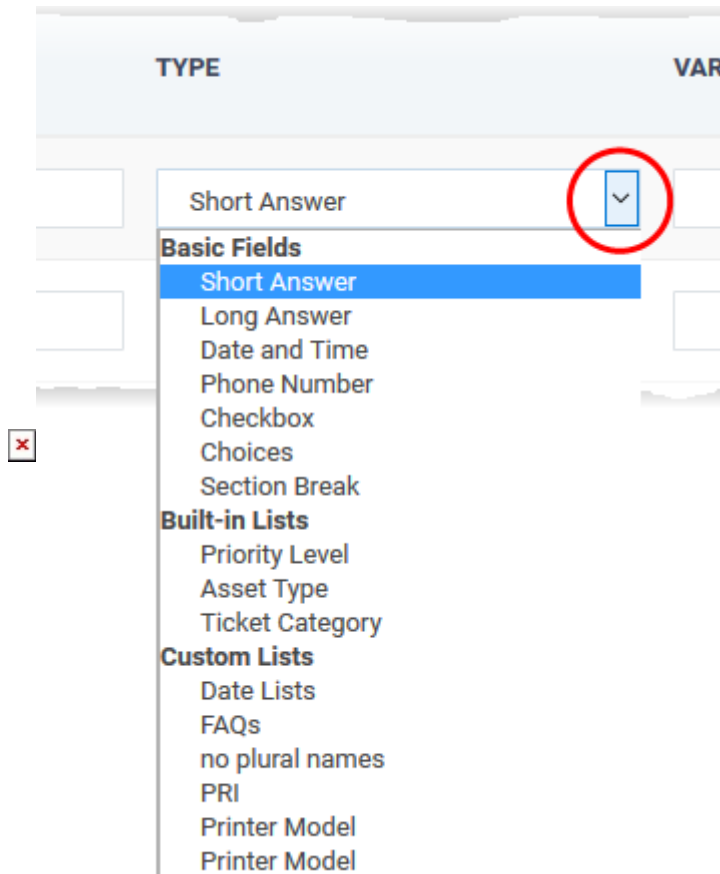 TYPE VAR
Short Answer
Basic Fields
Short Answer
Long Answer
Date and Time
Phone Number
Checkbox
Choices
Section Break
Built-in Lists
Priority Level
Asset Type
Ticket Category
Custom Lists
Date Lists
FAQs
no plural names
PRI
Printer Model
Printer Model